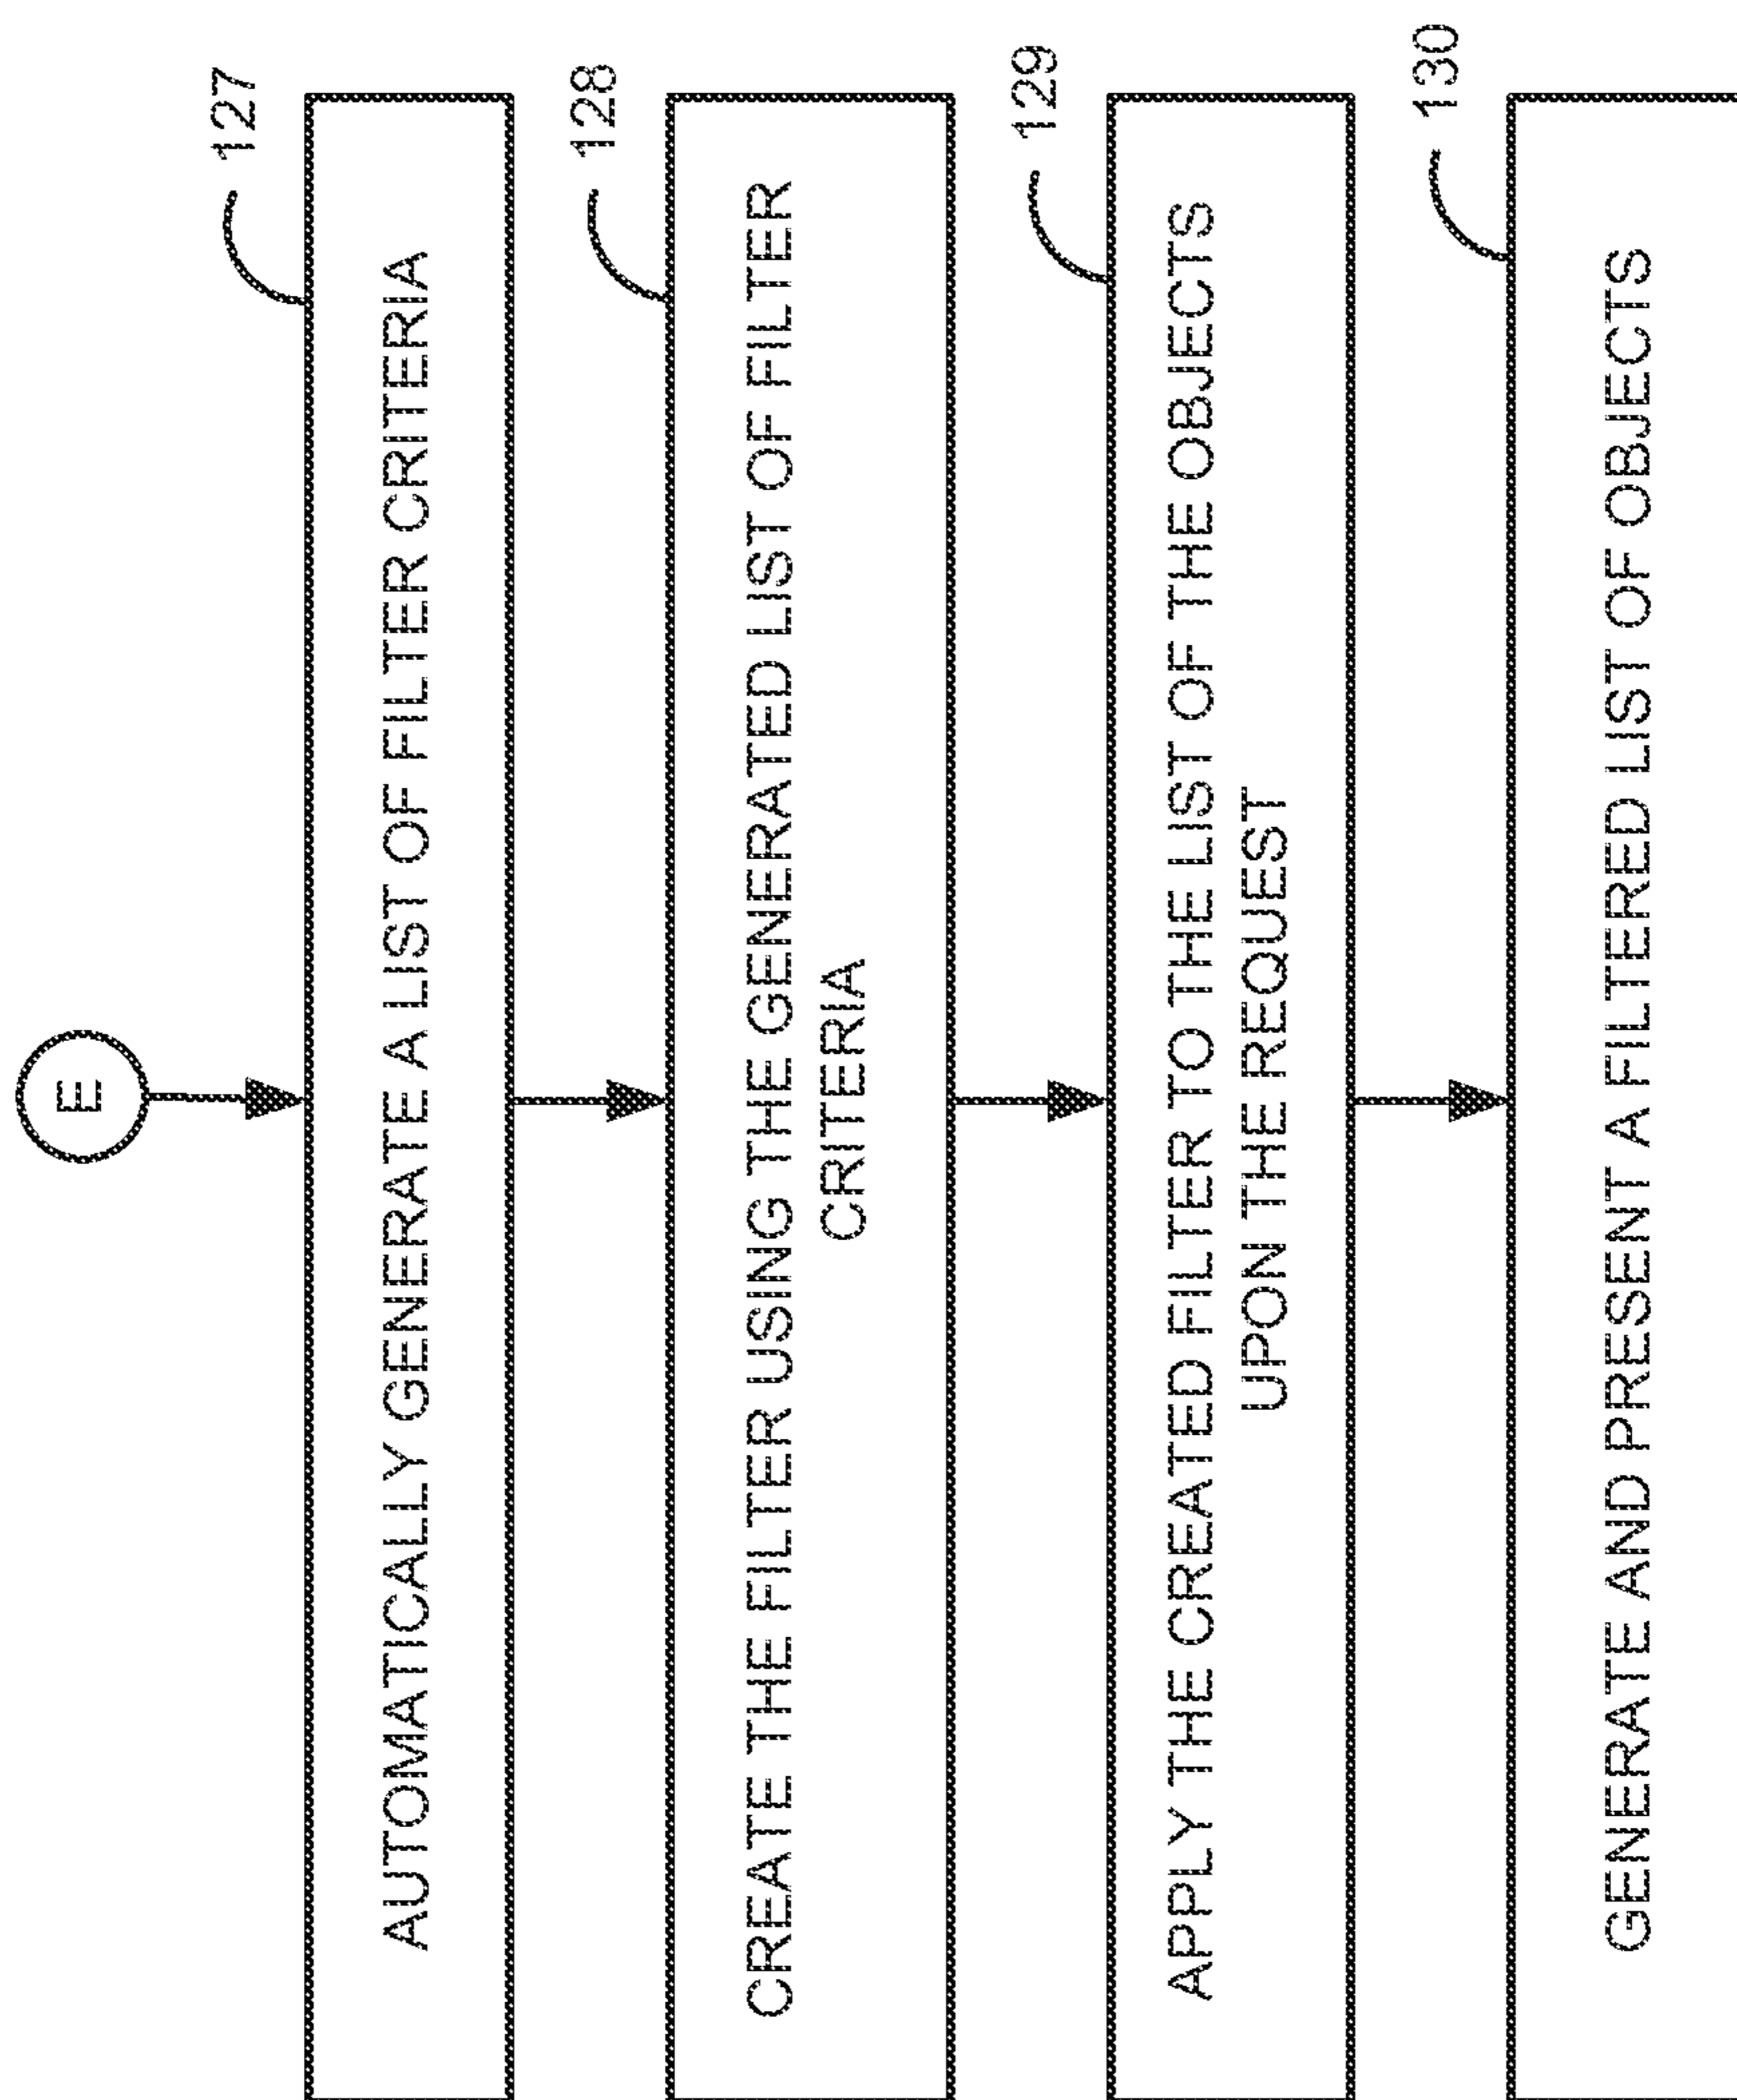 E
127
AUTOMATICALLY GENERATE A LIST OF FILTER CRITERIA
128
CREATE THE FILTER USING THE GENERATED LIST OF FILTER
CRITERIA
129
APPLY THE CREATED FILTER TO THE LIST OF THE OBJECTS
UPON THE REQUEST
130
GENERATE AND PRESENT A FILTERED LIST OF OBJECTS